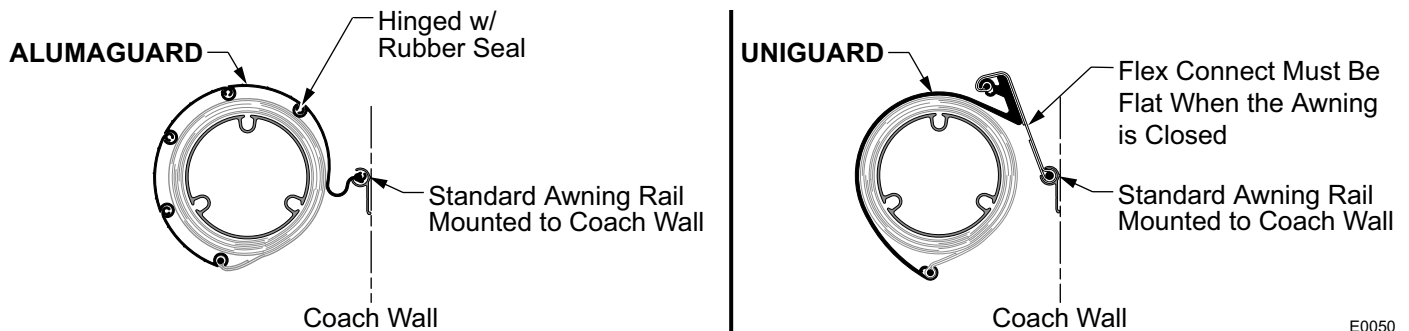 ALUMAGUARD
Hinged w/
Rubber Seal
Standard Awning Rail
Mounted to Coach Wall
Coach Wall
UNIGUARD
Flex Connect Must Be
Flat When the Awning
is Closed
Standard Awning Rail
Mounted to Coach Wall
Coach Wall
E0050